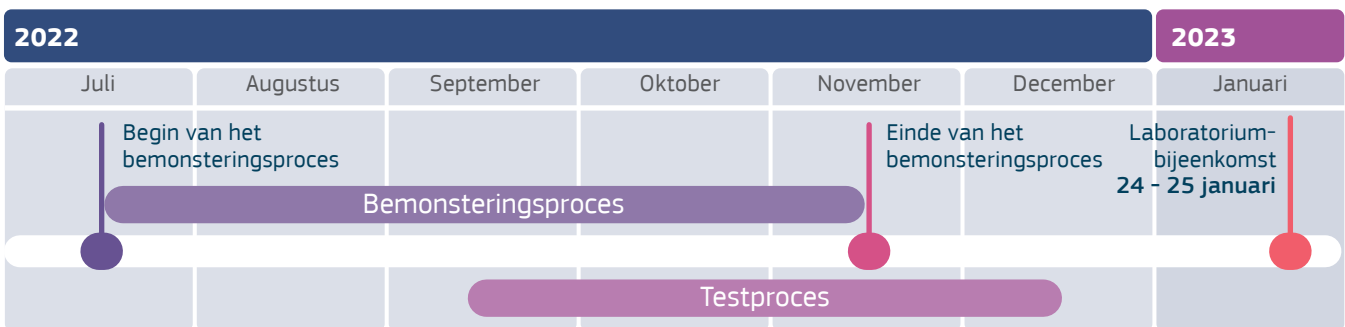 2022
2023
Juli
Augustus
September
Oktober
November
December
Januari
Begin van het
bemonsteringsproces
Einde van het
bemonsteringsproces
Laboratorium-
bijeenkomst
24 - 25 januari
Bemonsteringsproces
Testproces